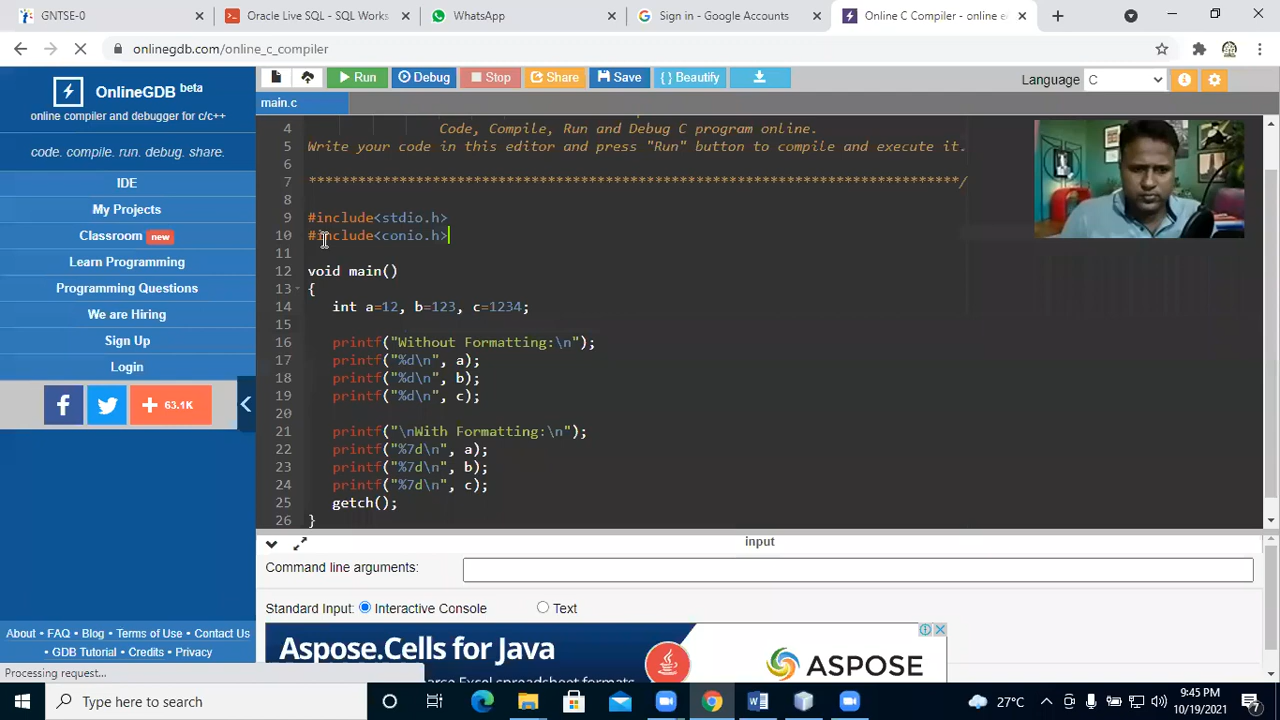 GNTSE-0
Oracle Live SQL - SQL Works
WhatsApp
Sign in - Google Accounts
Online C Compiler - online e
onlinegdb.com/online_c_compiler
OnlineGDB beta
online compiler and debugger for c/c++
code. compile. run. debug. share.
IDE
My Projects
Classroom new
Learn Programming
Programming Questions
We are Hiring
Sign Up
Login
63.1K
About • FAQ • Blog • Terms of Use • Contact Us
• GDB Tutorial • Credits • Privacy
Processing request...
Run
Debug
Stop
Share
Save
{ } Beautify
Language
C
main.c
4 Code, Compile, Run and Debug C program online.
5 Write your code in this editor and press "Run" button to compile and execute it.
6
7 *******************************************************************************/
8
9 #include<stdio.h>
10 #include<conio.h>
11
12 void main()
13 {
14 int a=12, b=123, c=1234;
15
16 printf("Without Formatting:\n");
17 printf("%d\n", a);
18 printf("%d\n", b);
19 printf("%d\n", c);
20
21 printf("\nWith Formatting:\n");
22 printf("%7d\n", a);
23 printf("%7d\n", b);
24 printf("%7d\n", c);
25 getch();
26 }
input
Command line arguments:
Standard Input:
Interactive Console
Text
Aspose.Cells for Java
ASPOSE
Type here to search
27°C
9:45 PM
10/19/2021
7